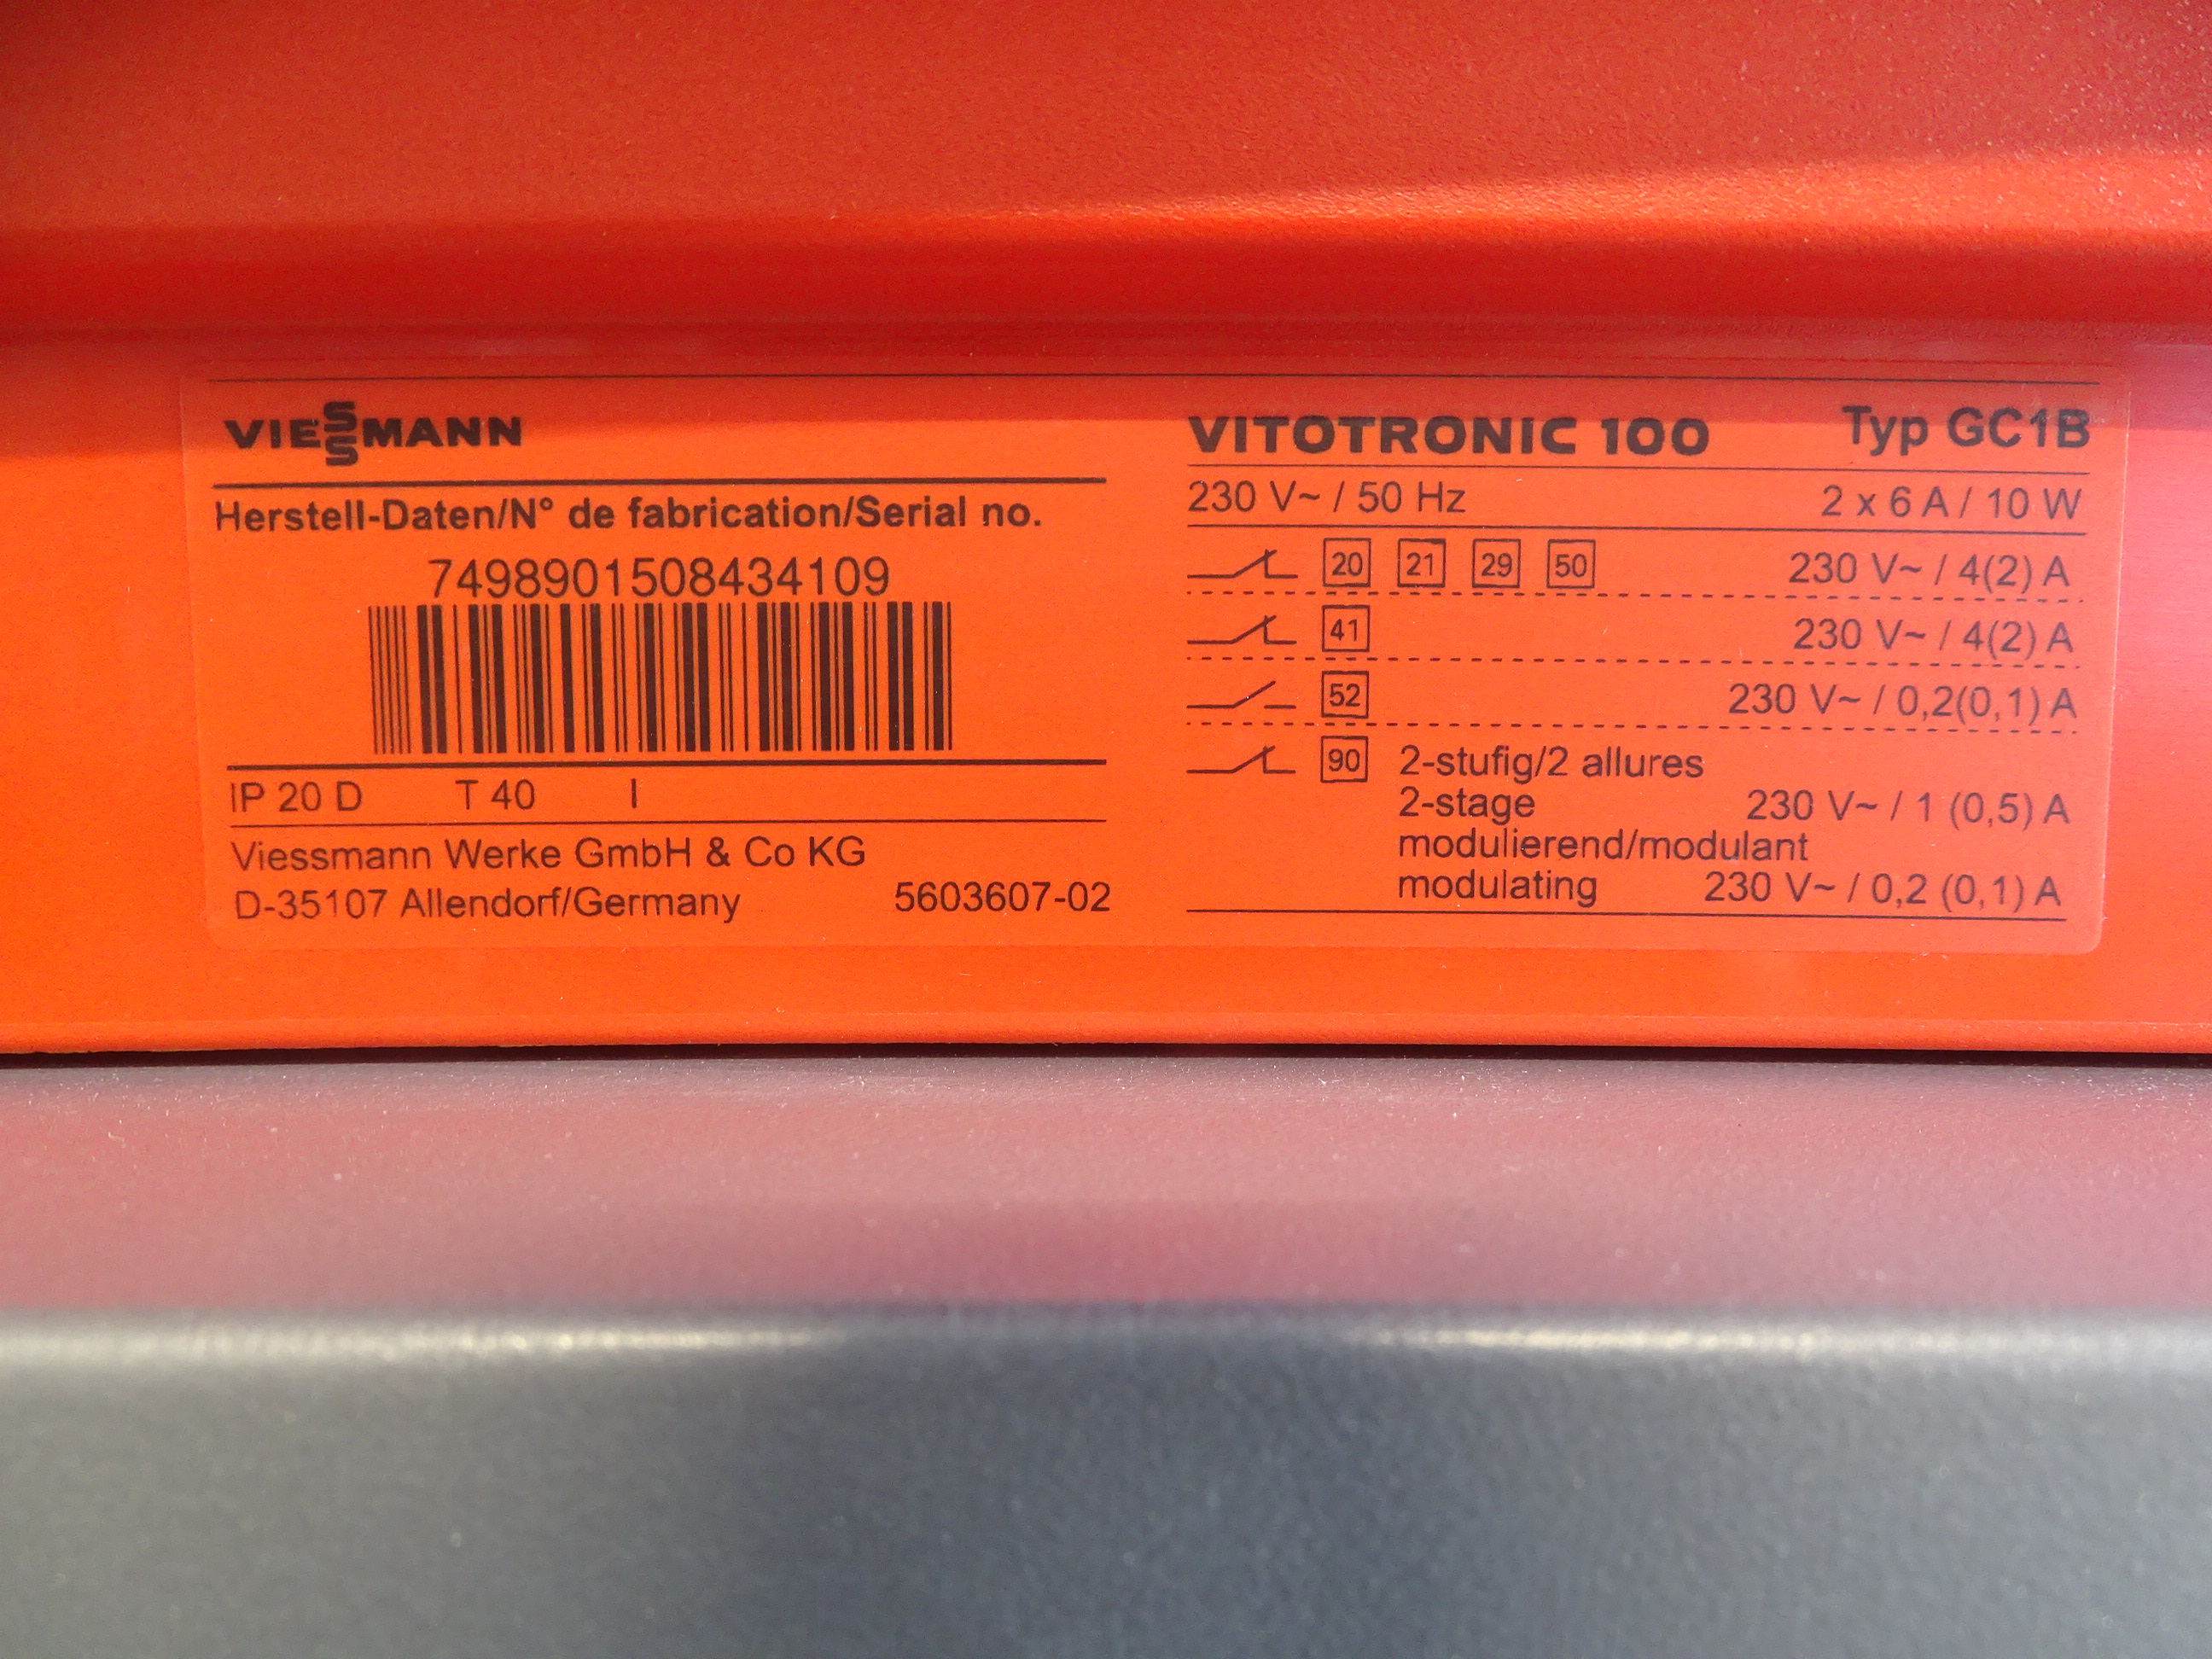 VIESSMANN
Herstell-Daten/N° de fabrication/Serial no.
7498901508434109
IP 20 D T 40 I
Viessmann Werke GmbH & Co KG
D-35107 Allendorf/Germany 5603607-02
VITOTRONIC 100 Typ GC1B
230 V~ / 50 Hz 2 x 6 A / 10 W
20 21 29 50 230 V~ / 4(2) A
41 230 V~ / 4(2) A
52 230 V~ / 0,2(0,1) A
90 2-stufig/2 allures
2-stage 230 V~ / 1 (0,5) A
modulierend/modulant
modulating 230 V~ / 0,2 (0,1) A